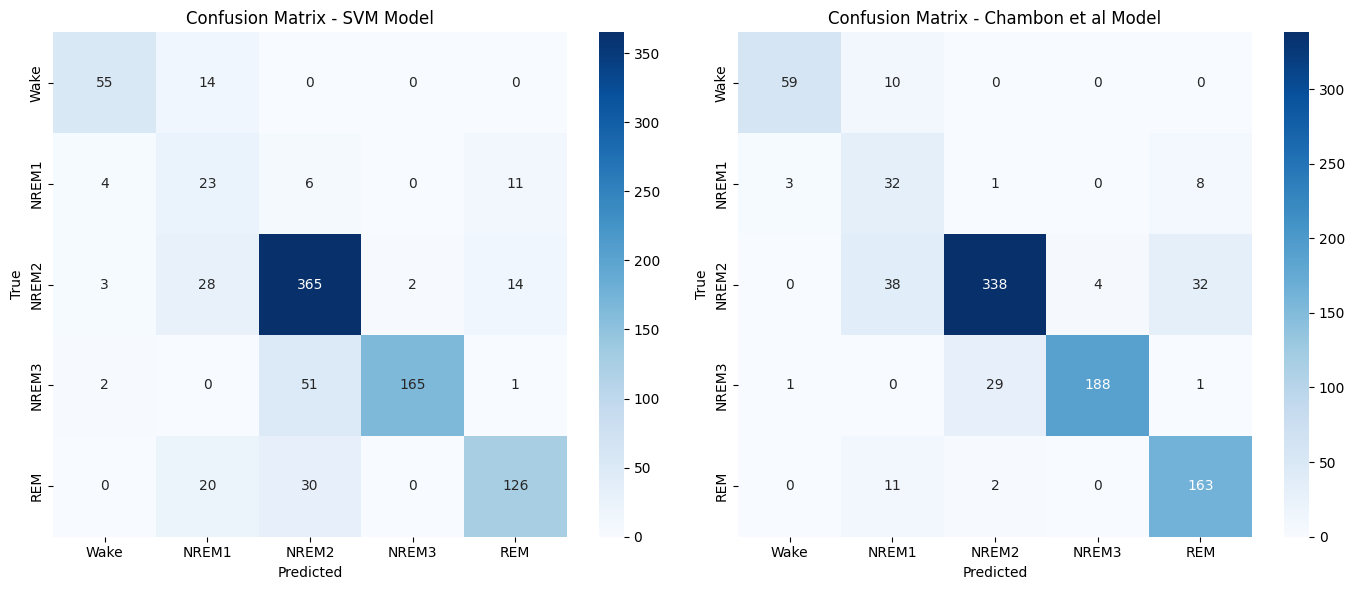 Confusion Matrix - SVM Model
Wake
NREM1
NREM2
NREM3
REM
True
55 14 0 0 0
4 23 6 0 11
3 28 365 2 14
2 0 51 165 1
0 20 30 0 126
Wake NREM1 NREM2 NREM3 REM
Predicted
350
300
250
200
150
100
50
0
Confusion Matrix - Chambon et al Model
Wake
NREM1
NREM2
NREM3
REM
True
59 10 0 0 0
3 32 1 0 8
0 38 338 4 32
1 0 29 188 1
0 11 2 0 163
Wake NREM1 NREM2 NREM3 REM
Predicted
300
250
200
150
100
50
0